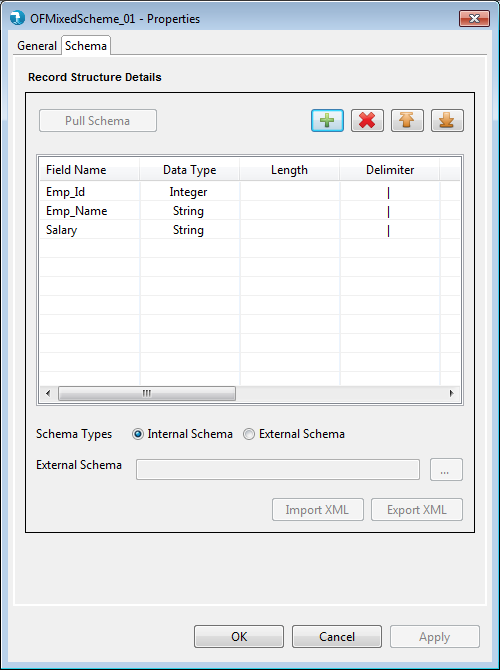 OFMixedScheme_01 - Properties
General Schema
Record Structure Details
Pull Schema
Field Name Data Type Length Delimiter
Emp_Id Integer |
Emp_Name String |
Salary String |
Schema Types Internal Schema External Schema
External Schema ...
Import XML Export XML
OK Cancel Apply